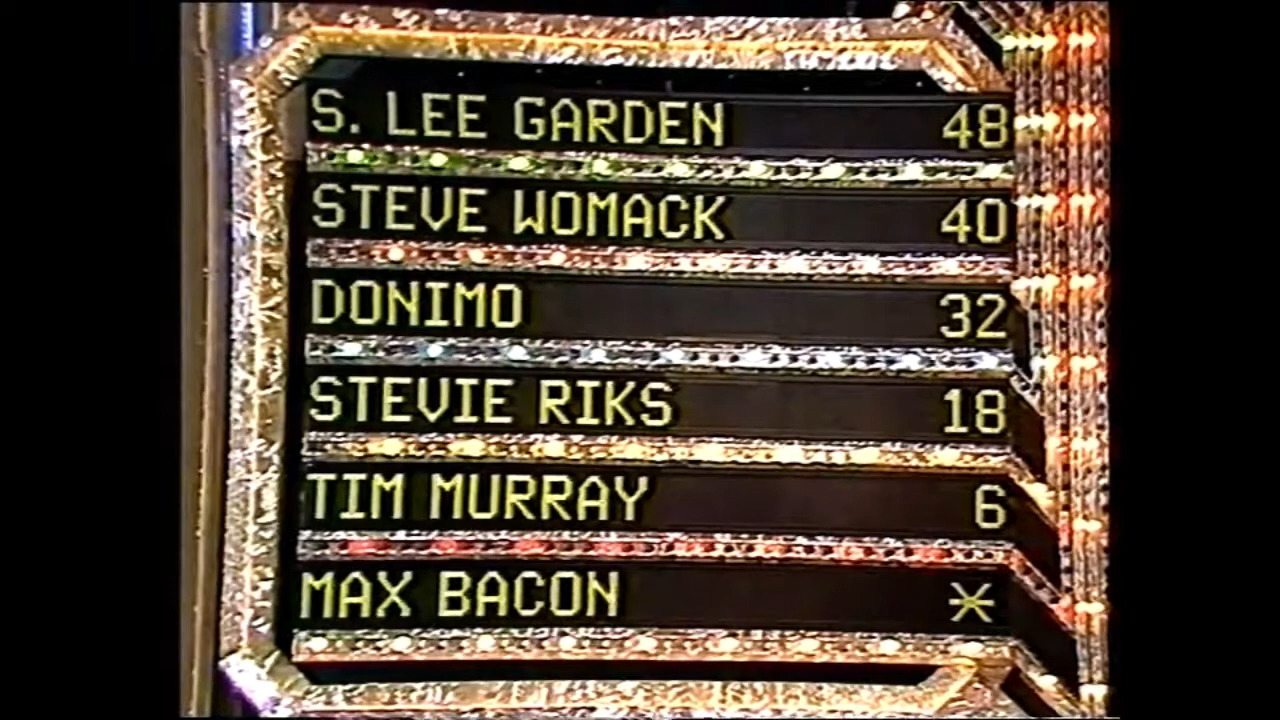 S. LEE GARDEN 48
STEVE WOMACK 40
DONIMO 32
STEVIE RIKS 18
TIM MURRAY 6
MAX BACON *